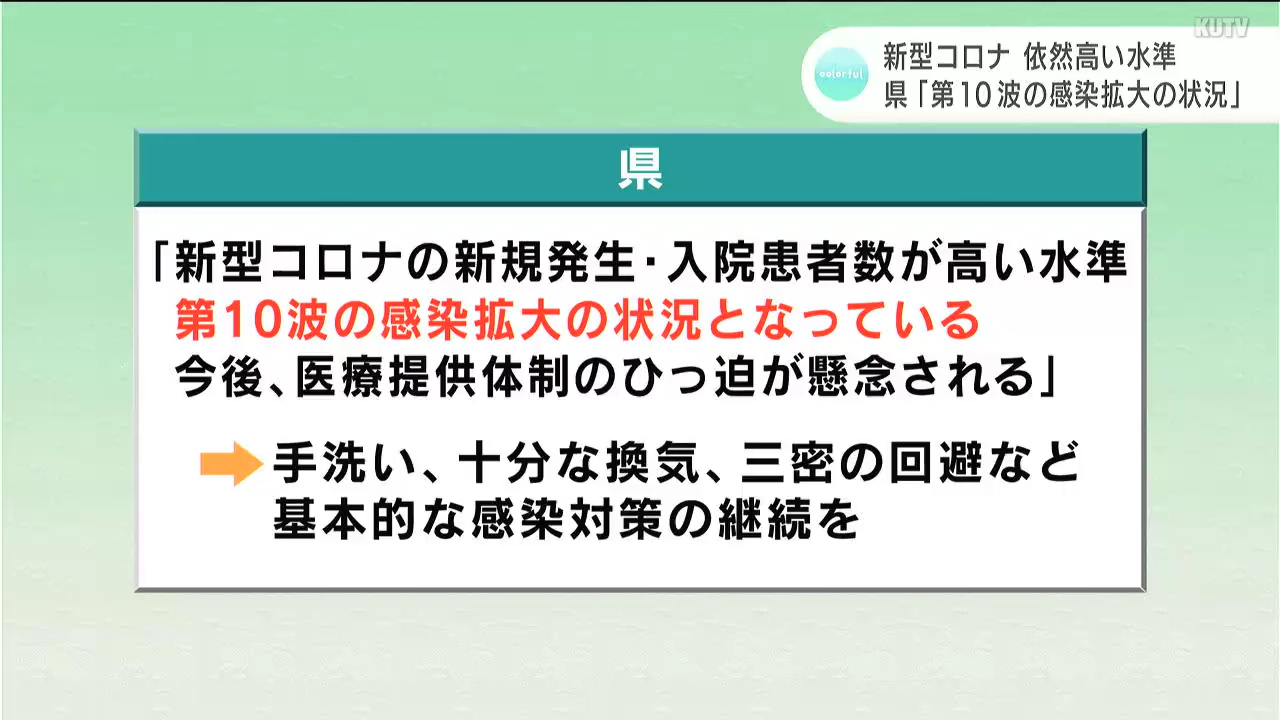 KUTV
colorful
新型コロナ 依然高い水準
県「第10波の感染拡大の状況」
県
「新型コロナの新規発生・入院患者数が高い水準
第10波の感染拡大の状況となっている
今後、医療提供体制のひっ迫が懸念される」
手洗い、十分な換気、三密の回避など
基本的な感染対策の継続を